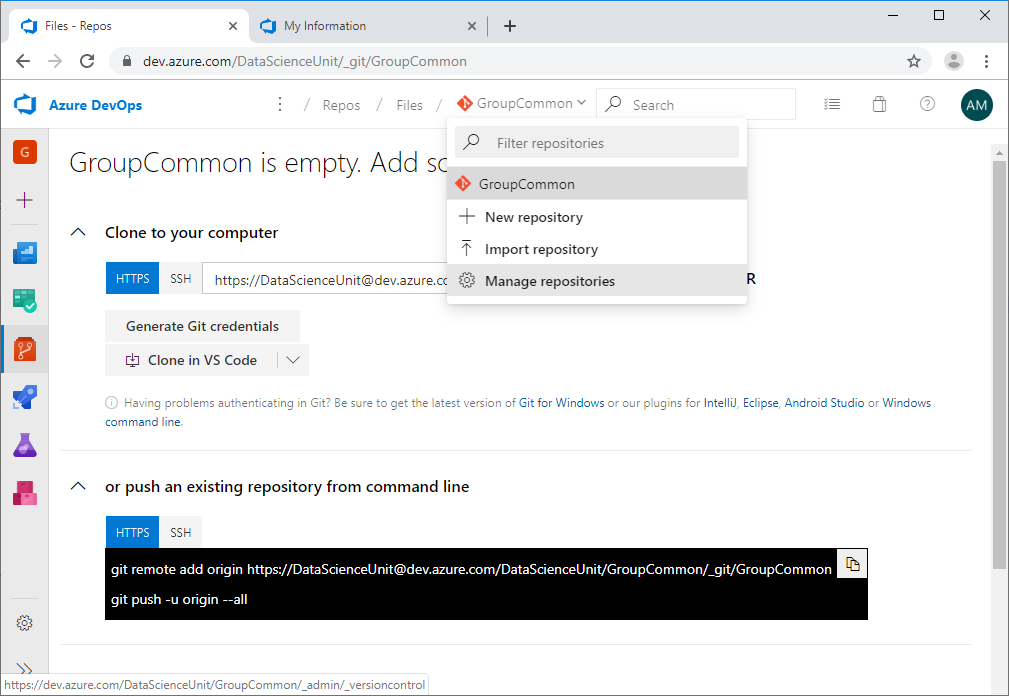 Files - Repos
My Information
dev.azure.com/DataScienceUnit/_git/GroupCommon
Azure DevOps
/ Repos / Files / GroupCommon
Search
AM
G
GroupCommon is empty. Add
Filter repositories
GroupCommon
New repository
Import repository
Manage repositories
Clone to your computer
HTTPS SSH https://DataScienceUnit@dev.azure.co
R
Generate Git credentials
Clone in VS Code
Having problems authenticating in Git? Be sure to get the latest version of Git for Windows or our plugins for IntelliJ, Eclipse, Android Studio or Windows
command line.
or push an existing repository from command line
HTTPS SSH
git remote add origin https://DataScienceUnit@dev.azure.com/DataScienceUnit/GroupCommon/_git/GroupCommon
git push -u origin --all
https://dev.azure.com/DataScienceUnit/GroupCommon/_admin/_versioncontrol